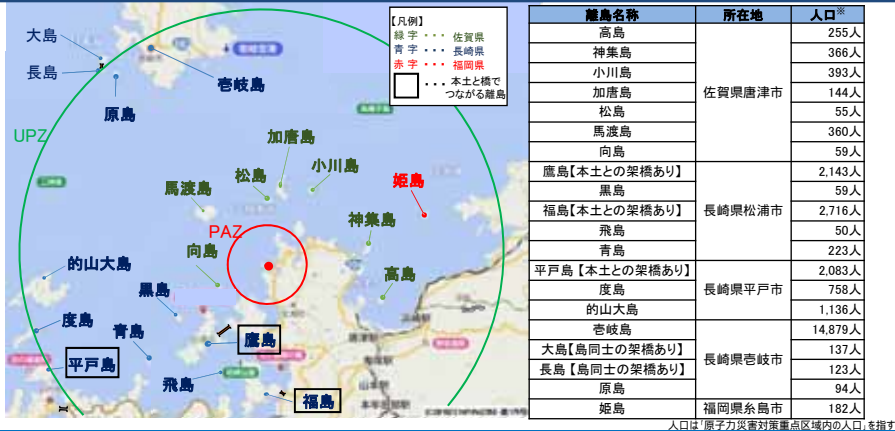 【凡例】
緑 字 ・・・ 佐賀県
青 字 ・・・ 長崎県
赤 字 ・・・ 福岡県
・・・ 本土と橋で
つながる離島
大島
長島
壱岐島
原島
UPZ
加唐島
松島
小川島
馬渡島
姫島
PAZ
神集島
向島
的山大島
高島
黒島
度島
青島
鷹島
平戸島
飛島
福島
離島名称 所在地 人口※
高島 255人
神集島 366人
小川島 393人
加唐島 佐賀県唐津市 144人
松島 55人
馬渡島 360人
向島 59人
鷹島【本土との架橋あり】 2,143人
黒島 59人
福島【本土との架橋あり】 長崎県松浦市 2,716人
飛島 50人
青島 223人
平戸島 【本土との架橋あり】 2,083人
度島 長崎県平戸市 758人
的山大島 1,136人
壱岐島 14,879人
大島【島同士の架橋あり】 長崎県壱岐市 137人
長島 【島同士の架橋あり】 123人
原島 94人
姫島 福岡県糸島市 182人
人口は「原子力災害対策重点区域内の人口」を指す